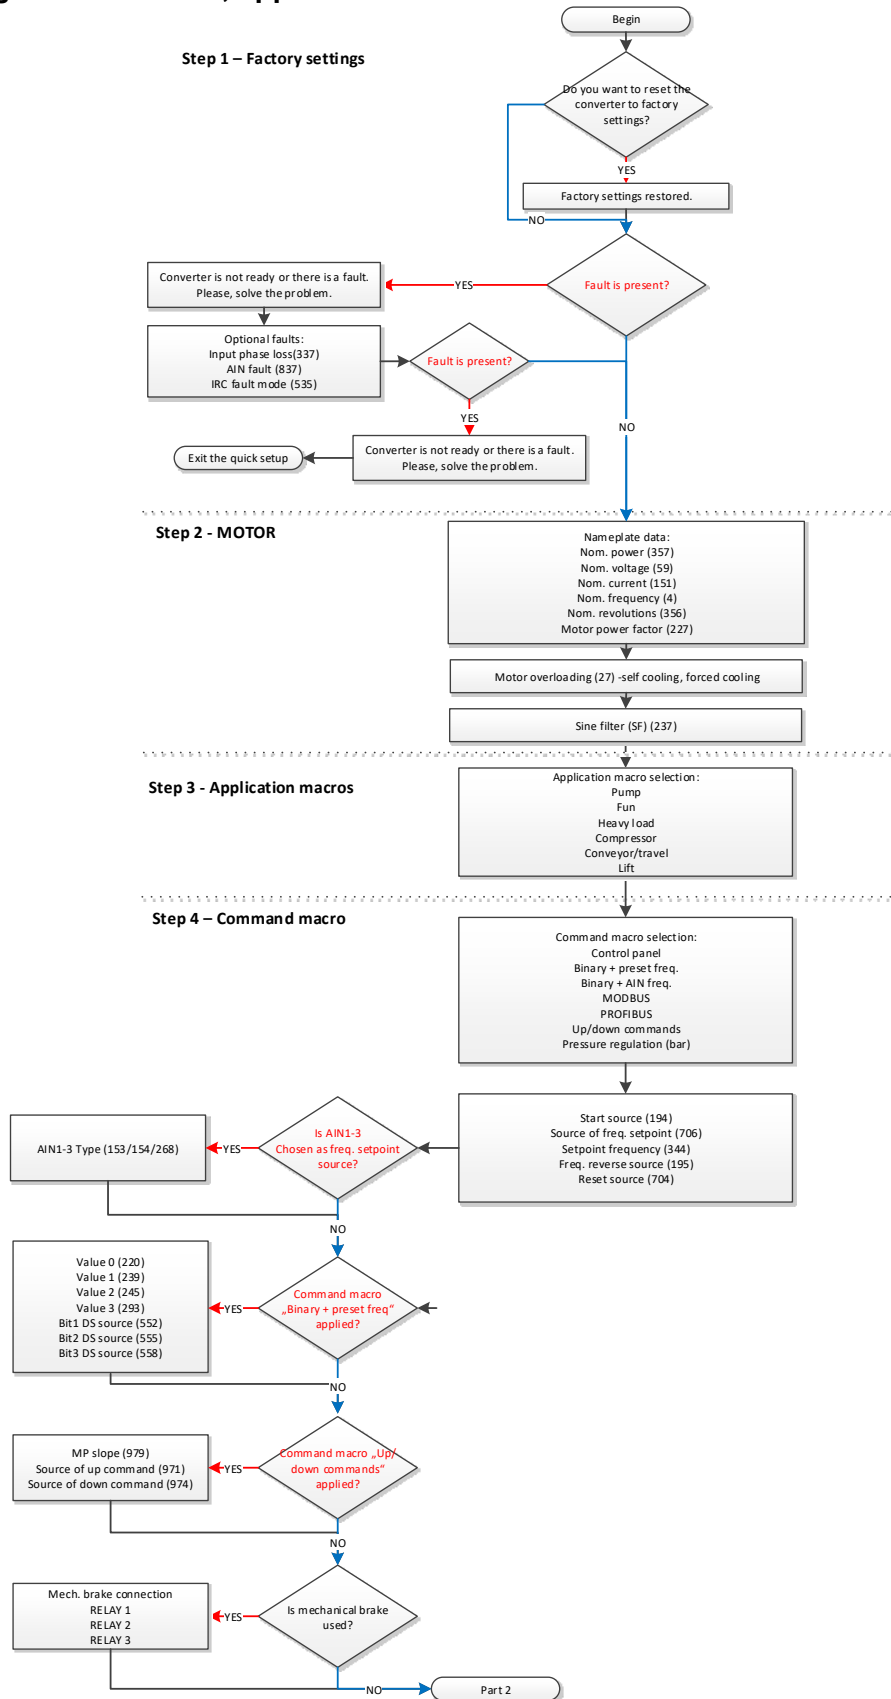 Begin
Step 1 – Factory settings
Do you want to reset the
converter to factory
settings?
YES
Factory settings restored.
NO
Converter is not ready or there is a fault.
Please, solve the problem.
YES
Fault is present?
Optional faults:
Input phase loss(337)
AIN fault (837)
IRC fault mode (535)
Fault is present?
YES
NO
Exit the quick setup
Converter is not ready or there is a fault.
Please, solve the problem.
Step 2 - MOTOR
Nameplate data:
Nom. power (357)
Nom. voltage (59)
Nom. current (151)
Nom. frequency (4)
Nom. revolutions (356)
Motor power factor (227)
Motor overloading (27) -self cooling, forced cooling
Sine filter (SF) (237)
Step 3 - Application macros
Application macro selection:
Pump
Fun
Heavy load
Compressor
Conveyor/travel
Lift
Step 4 – Command macro
Command macro selection:
Control panel
Binary + preset freq.
Binary + AIN freq.
MODBUS
PROFIBUS
Up/down commands
Pressure regulation (bar)
Start source (194)
Source of freq. setpoint (706)
Setpoint frequency (344)
Freq. reverse source (195)
Reset source (704)
Is AIN1-3
Chosen as freq. setpoint
source?
YES
AIN1-3 Type (153/154/268)
NO
Value 0 (220)
Value 1 (239)
Value 2 (245)
Value 3 (293)
Bit1 DS source (552)
Bit2 DS source (555)
Bit3 DS source (558)
YES
Command macro
„Binary + preset freq“
applied?
NO
MP slope (979)
Source of up command (971)
Source of down command (974)
YES
Command macro „Up/
down commands“
applied?
NO
Mech. brake connection
RELAY 1
RELAY 2
RELAY 3
YES
Is mechanical brake
used?
NO
Part 2